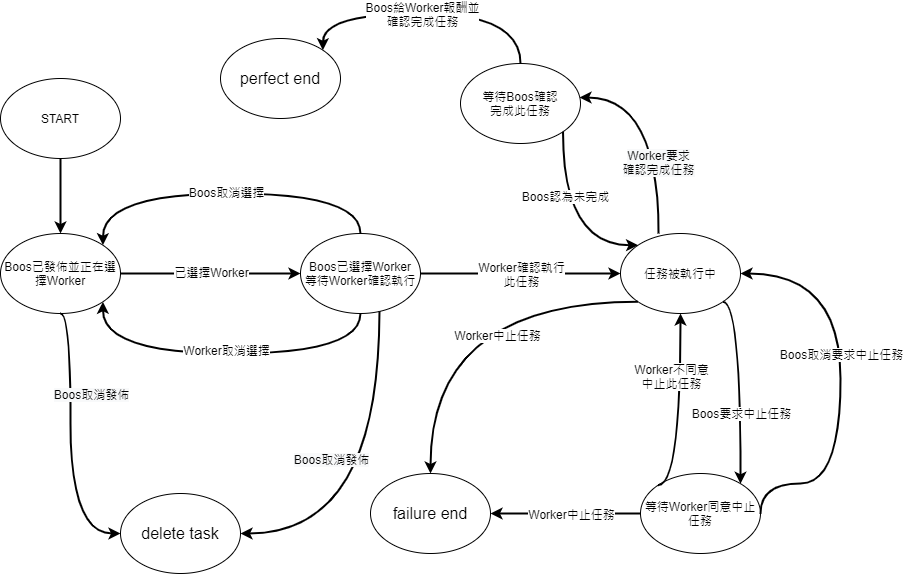 Boos給Worker報酬並
確認完成任務
perfect end
等待Boos確認
完成此任務
START
Worker要求
確認完成任務
Boos取消選擇
Boos認為未完成
Boos已發佈並正在選
擇Worker
已選擇Worker
Boos已選擇Worker
等待Worker確認執行
Worker確認執行
此任務
任務被執行中
Worker取消選擇
Worker中止任務
Boos取消要求中止任務
Worker不同意
中止此任務
Boos取消發佈
Boos要求中止任務
Boos取消發佈
delete task
failure end
Worker中止任務
等待Worker同意中止
任務